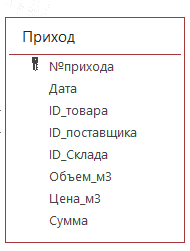 Приход
№прихода
Дата
ID_товара
ID_поставщика
ID_Склада
Объем_м3
Цена_м3
Сумма